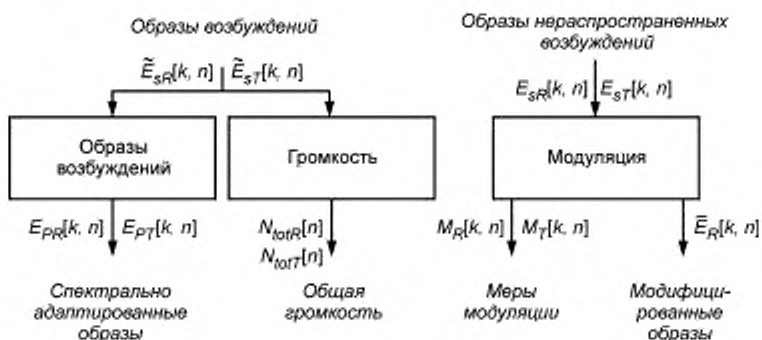 Образы возбуждений
Образы нераспространенных
возбуждений
Ẽ_sR[k, n] Ẽ_sT[k, n]
E_sR[k, n] E_sT[k, n]
Образы
возбуждений
Громкость
Модуляция
E_PR[k, n] E_PT[k, n]
N_totR[n]
N_totT[n]
M_R[k, n] M_T[k, n]
Ē_R[k, n]
Спектрально
адаптированные
образы
Общая
громкость
Меры
модуляции
Модифици-
рованные
образы